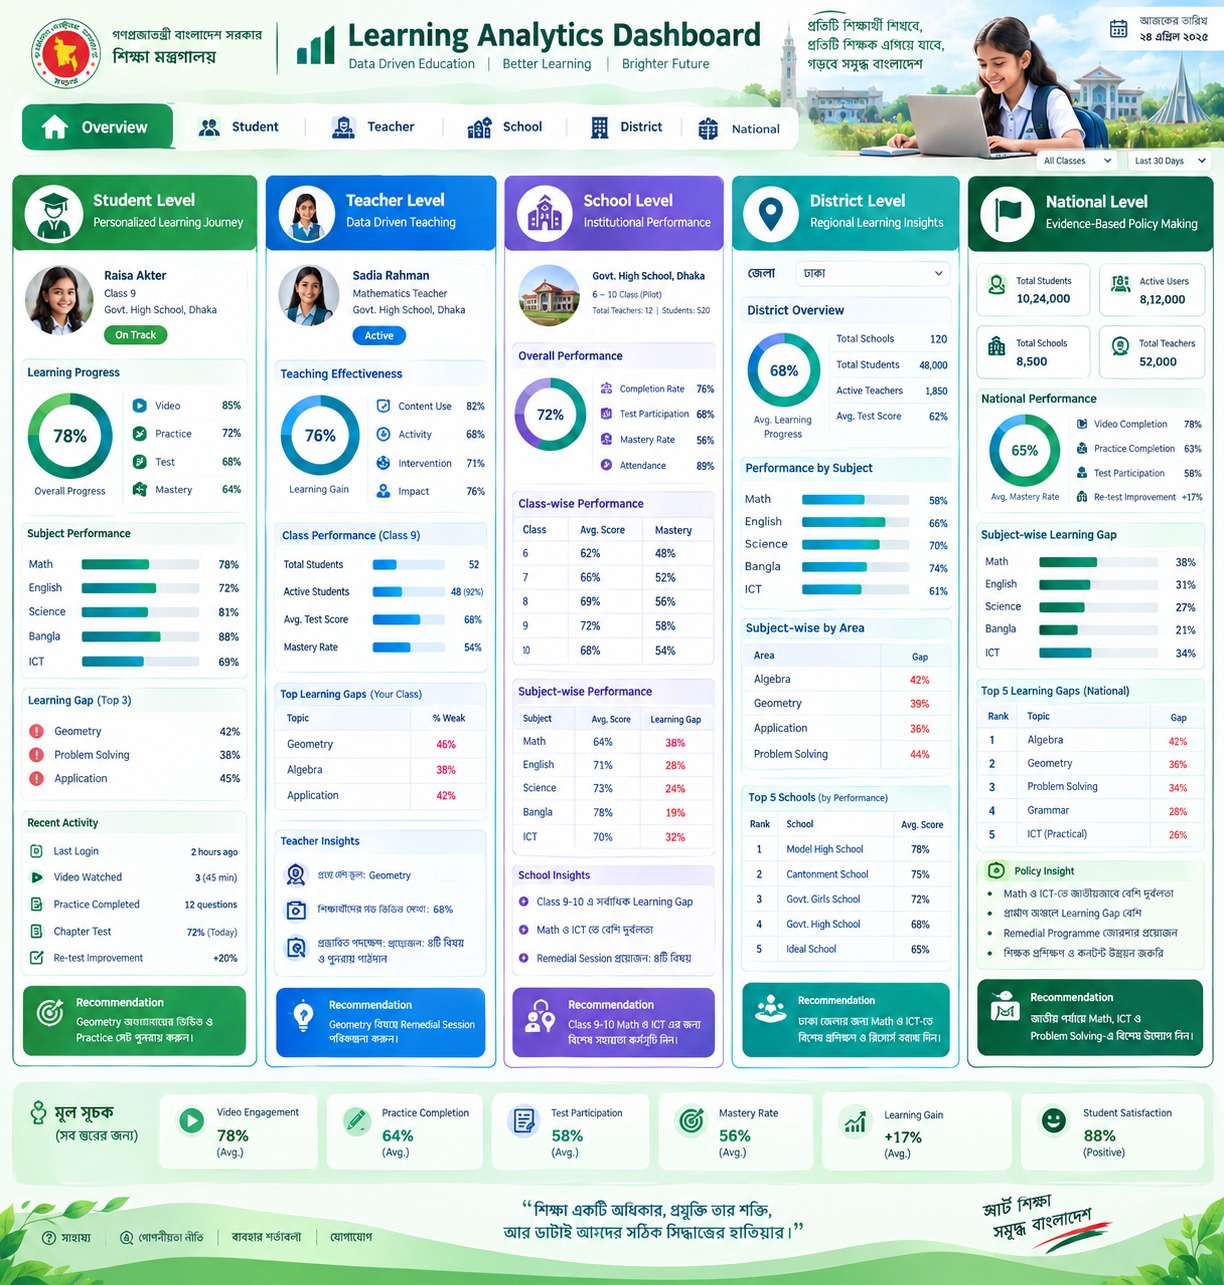 গণপ্রজাতন্ত্রী বাংলাদেশ সরকার
শিক্ষা মন্ত্রণালয়
Learning Analytics Dashboard
Data Driven Education | Better Learning | Brighter Future
প্রতিটি শিক্ষার্থী শিখবে,
প্রতিটি শিক্ষক এগিয়ে যাবে,
গড়বে সমৃদ্ধ বাংলাদেশ
আজকের তারিখ
২৪ এপ্রিল ২০২৫
Overview
Student
Teacher
School
District
National
All Classes
Last 30 Days
Student Level
Personalized Learning Journey
Raisa Akter
Class 9
Govt. High School, Dhaka
On Track
Learning Progress
78%
Overall Progress
Video 85%
Practice 72%
Test 68%
Mastery 64%
Subject Performance
Math 78%
English 72%
Science 81%
Bangla 88%
ICT 69%
Learning Gap (Top 3)
Geometry 42%
Problem Solving 38%
Application 45%
Recent Activity
Last Login 2 hours ago
Video Watched 3 (45 min)
Practice Completed 12 questions
Chapter Test 72% (Today)
Re-test Improvement +20%
Recommendation
Geometry
Practice সেট পুনরায় করুন।
Teacher Level
Data Driven Teaching
Sadia Rahman
Mathematics Teacher
Govt. High School, Dhaka
Active
Teaching Effectiveness
76%
Learning Gain
Content Use 82%
Activity 68%
Intervention 71%
Impact 76%
Class Performance (Class 9)
Total Students 52
Active Students 48 (92%)
Avg. Test Score 68%
Mastery Rate 54%
Top Learning Gaps (Your Class)
Topic % Weak
Geometry 46%
Algebra 38%
Application 42%
Teacher Insights
Geometry
68%
৪টি বিষয়
ও পুনরায়
Recommendation
Geometry বিষয়ে Remedial Session
পরিকল্পনা করুন।
School Level
Institutional Performance
Govt. High School, Dhaka
6 – 10 Class (Pilot)
Total Teachers: 12 | Students: 520
Overall Performance
72%
Completion Rate 76%
Test Participation 68%
Mastery Rate 56%
Attendance 89%
Class-wise Performance
Class Avg. Score Mastery
6 62% 48%
7 66% 52%
8 69% 56%
9 72% 58%
10 68% 54%
Subject-wise Performance
Subject Avg. Score Learning Gap
Math 64% 38%
English 71% 28%
Science 73% 24%
Bangla 78% 19%
ICT 70% 32%
School Insights
Class 9-10 এ সর্বাধিক Learning Gap
Math ও ICT তে বেশি দুর্বলতা
Remedial Session প্রয়োজন: ৪টি বিষয়
Recommendation
Class 9-10 Math ও ICT এর জন্য
বিশেষ সহায়তা কর্মসূচি নিন।
District Level
Regional Learning Insights
জেলা
ঢাকা
District Overview
68%
Avg. Learning
Progress
Total Schools 120
Total Students 48,000
Active Teachers 1,850
Avg. Test Score 62%
Performance by Subject
Math 58%
English 66%
Science 70%
Bangla 74%
ICT 61%
Subject-wise by Area
Area Gap
Algebra 42%
Geometry 39%
Application 36%
Problem Solving 44%
Top 5 Schools (by Performance)
Rank School Avg. Score
1 Model High School 78%
2 Cantonment School 75%
3 Govt. Girls School 72%
4 Govt. High School 68%
5 Ideal School 65%
Recommendation
ঢাকা জেলার জন্য Math ও ICT-তে
বিশেষ প্রশিক্ষণ ও রিসোর্স বরাদ্দ দিন।
National Level
Evidence-Based Policy Making
Total Students
10,24,000
Active Users
8,12,000
Total Schools
8,500
Total Teachers
52,000
National Performance
65%
Avg. Mastery Rate
Video Completion 78%
Practice Completion 63%
Test Participation 58%
Re-test Improvement +17%
Subject-wise Learning Gap
Math 38%
English 31%
Science 27%
Bangla 21%
ICT 34%
Top 5 Learning Gaps (National)
Rank Topic Gap
1 Algebra 42%
2 Geometry 36%
3 Problem Solving 34%
4 Grammar 28%
5 ICT (Practical) 26%
Policy Insight
Math ও ICT-তে জাতীয়ভাবে বেশি দুর্বলতা
Learning Gap বেশি
Remedial Programme জোরদার প্রয়োজন
শিক্ষক প্রশিক্ষণ ও কনটেন্ট উন্নয়ন জরুরি
Recommendation
জাতীয় পর্যায়ে Math, ICT ও
Problem Solving-এ বিশেষ উদ্যোগ নিন।
মূল সূচক
(সব স্তরের জন্য)
Video Engagement
78%
(Avg.)
Practice Completion
64%
(Avg.)
Test Participation
58%
(Avg.)
Mastery Rate
56%
(Avg.)
Learning Gain
+17%
(Avg.)
Student Satisfaction
88%
(Positive)
সাহায্য | গোপনীয়তা নীতি | ব্যবহার শর্তাবলী | যোগাযোগ
“শিক্ষা একটি অধিকার, প্রযুক্তি তার শক্তি,
আর ডাটাই সঠিক সিদ্ধান্তের হাতিয়ার।”
স্মার্ট শিক্ষা
সমৃদ্ধ বাংলাদেশ